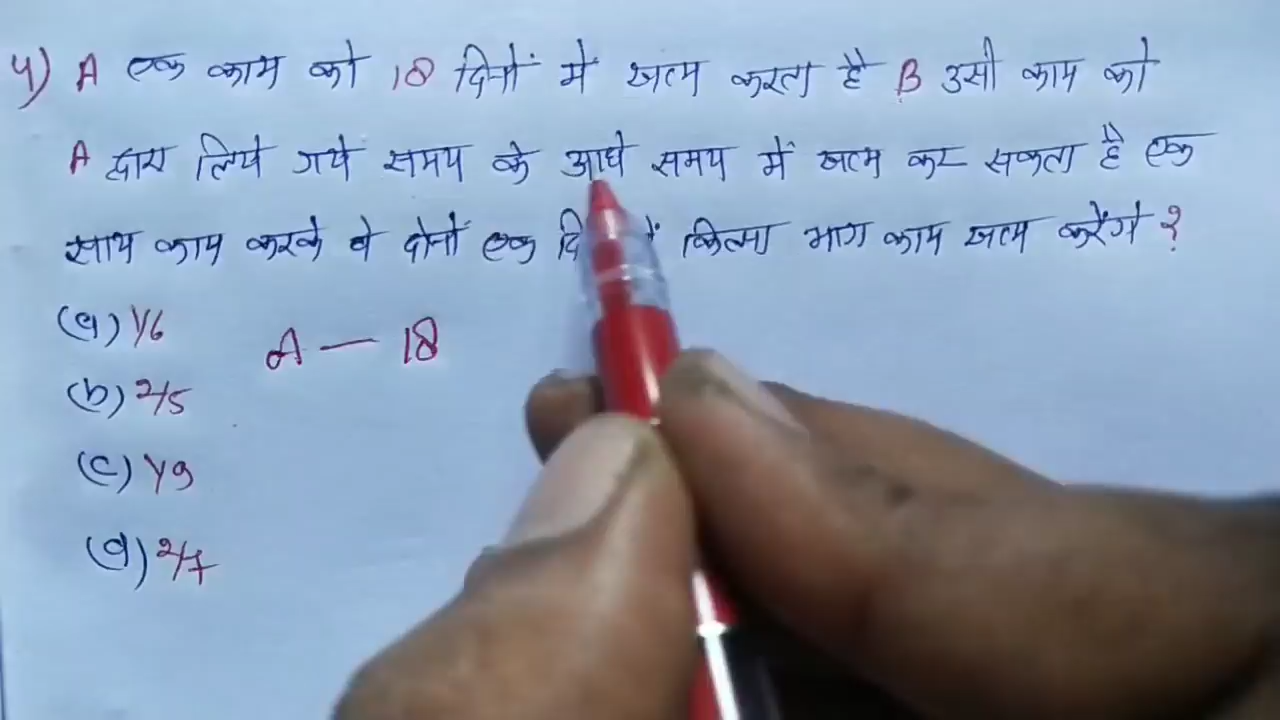 4) A एक काम को 18 दिनों में खत्म करता है B उसी काम को
A द्वारा लिये गये समय के आधे समय में खत्म कर सकता है एक
साथ काम करके वे दोनों एक में कितना भाग काम खत्म करेंगे ?
(a) 1/6
A — 18
(b) 2/5
(c) 1/9
(d) 2/7